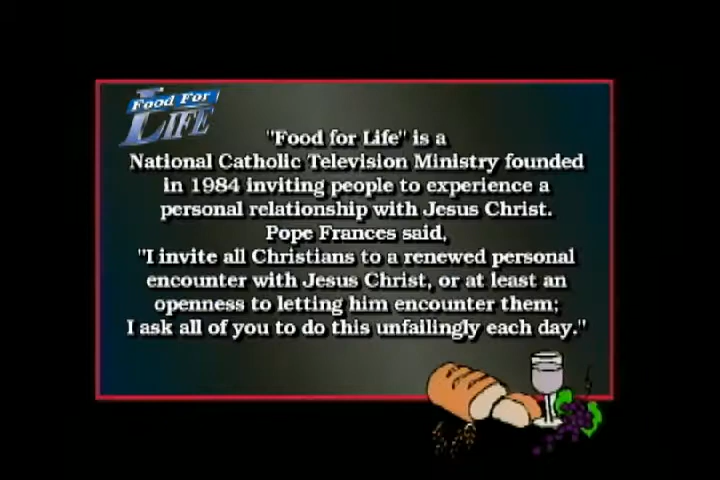 Food For
LIFE
"Food for Life" is a
National Catholic Television Ministry founded
in 1984 inviting people to experience a
personal relationship with Jesus Christ.
Pope Frances said,
"I invite all Christians to a renewed personal
encounter with Jesus Christ, or at least an
openness to letting him encounter them;
I ask all of you to do this unfailingly each day."